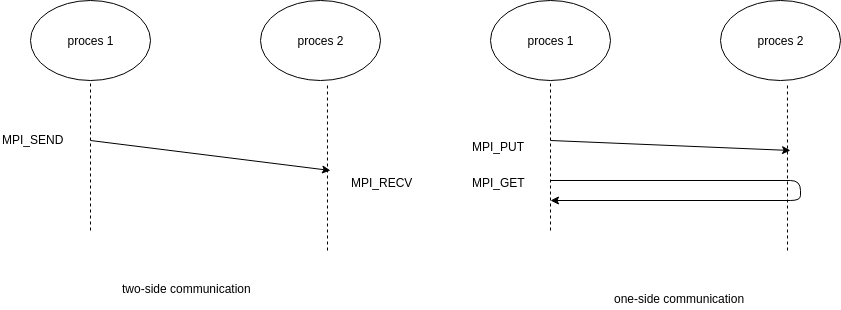 proces 1
proces 2
MPI_SEND
MPI_RECV
two-side communication
proces 1
proces 2
MPI_PUT
MPI_GET
one-side communication